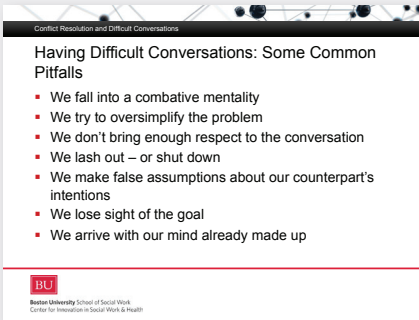 Conflict Resolution and Difficult Conversations
Having Difficult Conversations: Some Common
Pitfalls
▪ We fall into a combative mentality
▪ We try to oversimplify the problem
▪ We don't bring enough respect to the conversation
▪ We lash out – or shut down
▪ We make false assumptions about our counterpart's
intentions
▪ We lose sight of the goal
▪ We arrive with our mind already made up
BU
Boston University School of Social Work
Center for Innovation in Social Work & Health